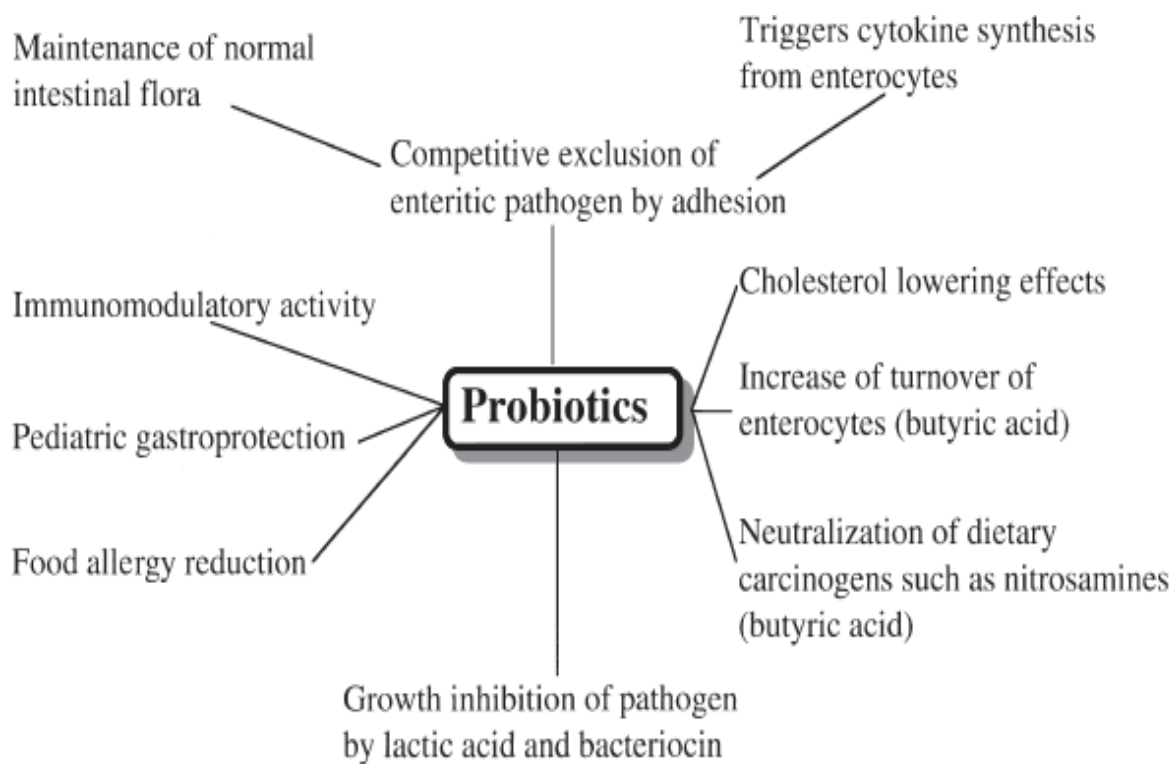 Maintenance of normal
intestinal flora
Triggers cytokine synthesis
from enterocytes
Competitive exclusion of
enteritic pathogen by adhesion
Immunomodulatory activity
Pediatric gastroprotection
Food allergy reduction
Probiotics
Cholesterol lowering effects
Increase of turnover of
enterocytes (butyric acid)
Neutralization of dietary
carcinogens such as nitrosamines
(butyric acid)
Growth inhibition of pathogen
by lactic acid and bacteriocin